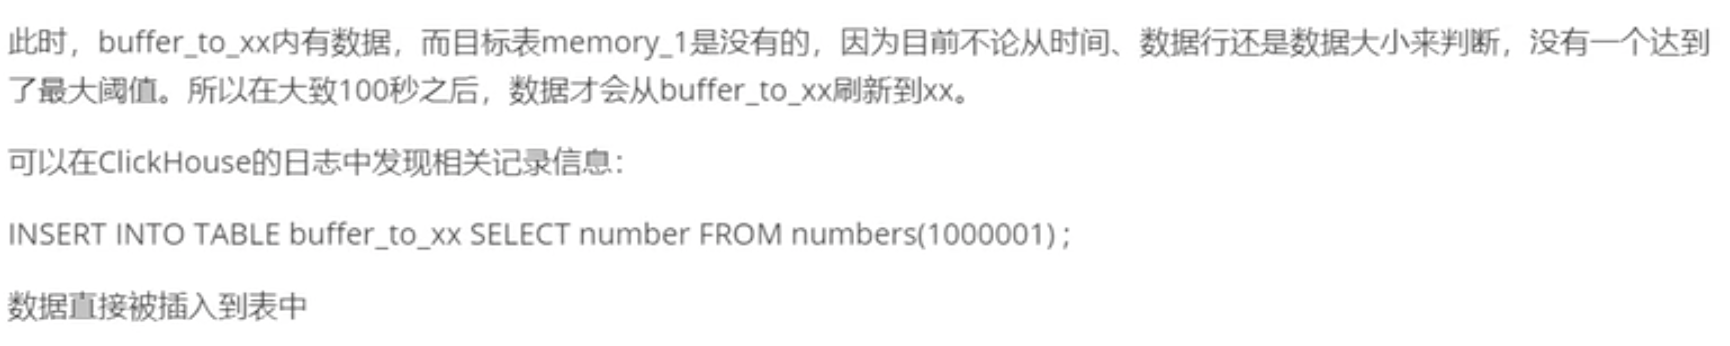 此时，buffer_to_xx内有数据，而目标表memory_1是没有的，因为目前不论从时间、数据行还是数据大小来判断，没有一个达到
了最大阈值。所以在大致100秒之后，数据才会从buffer_to_xx刷新到xx。
可以在ClickHouse的日志中发现相关记录信息：
INSERT INTO TABLE buffer_to_xx SELECT number FROM numbers(1000001) ;
数据直接被插入到表中